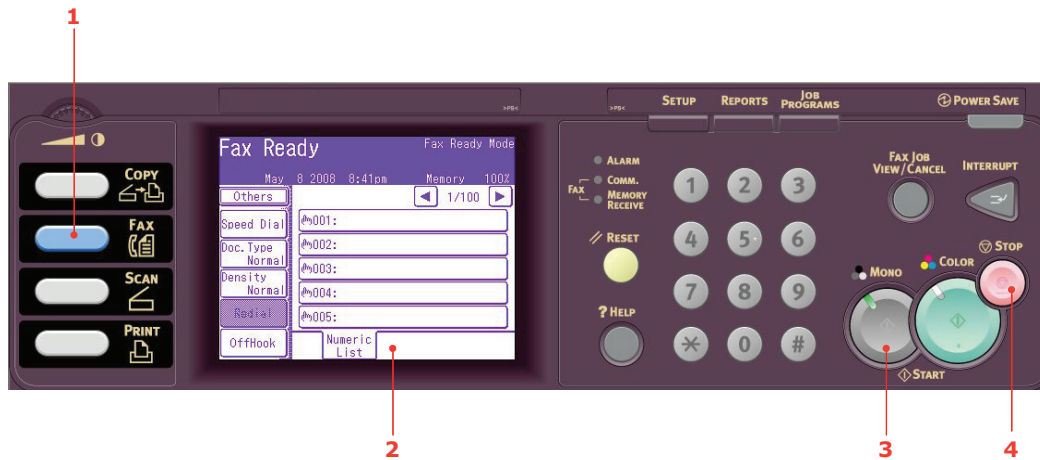 1
>PS<
>PS<
SETUP
REPORTS
JOB
PROGRAMS
POWER SAVE
COPY
FAX
SCAN
PRINT
Fax Ready
Fax Ready Mode
May 8 2008 8:41pm
Memory 100%
Others
1/100
Speed Dial
001:
Doc.Type
Normal
002:
Density
Normal
003:
004:
Redial
005:
OffHook
Numeric
List
ALARM
FAX
COMM.
MEMORY
RECEIVE
RESET
? HELP
1
2
3
4
5
6
7
8
9
*
0
#
FAX JOB
VIEW/CANCEL
INTERRUPT
STOP
MONO
COLOR
START
2
3
4